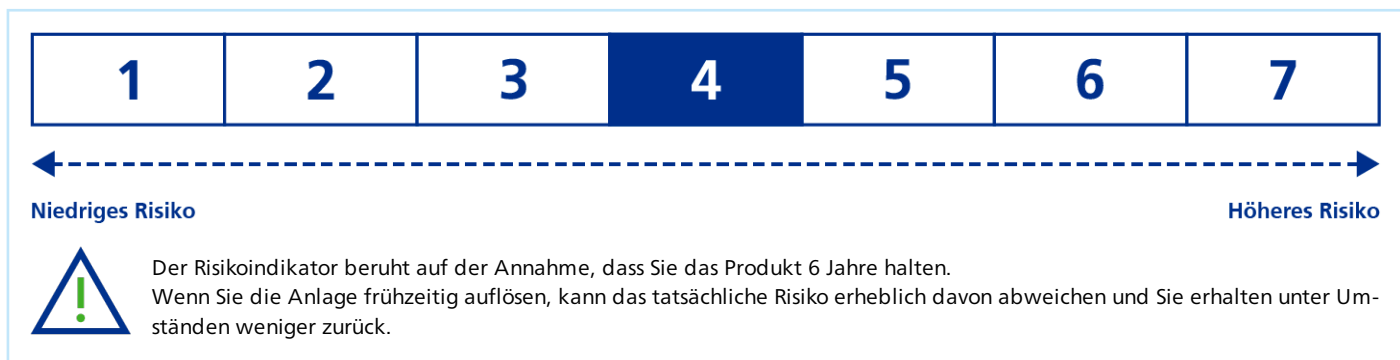 1 2 3 4 5 6 7
Niedriges Risiko Höheres Risiko
Der Risikoindikator beruht auf der Annahme, dass Sie das Produkt 6 Jahre halten.
Wenn Sie die Anlage frühzeitig auflösen, kann das tatsächliche Risiko erheblich davon abweichen und Sie erhalten unter Um-
ständen weniger zurück.